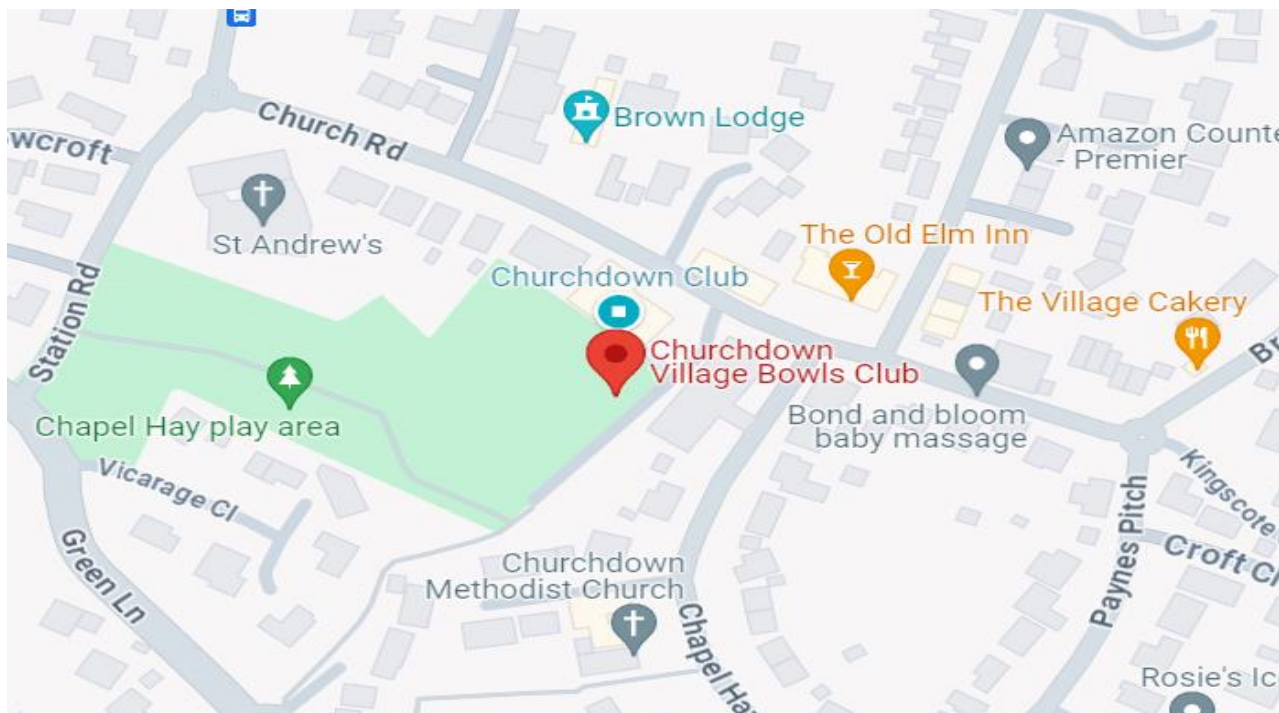 Church Rd
Brown Lodge
Amazon Counte
- Premier
wcroft
St Andrew's
The Old Elm Inn
Churchdown Club
The Village Cakery
Station Rd
Churchdown
Village Bowls Club
Br
Chapel Hay play area
Bond and bloom
baby massage
Vicarage Cl
Kingscote
Paynes Pitch
Croft Cl
Green Ln
Churchdown
Methodist Church
Chapel Ha
Rosie's Ic